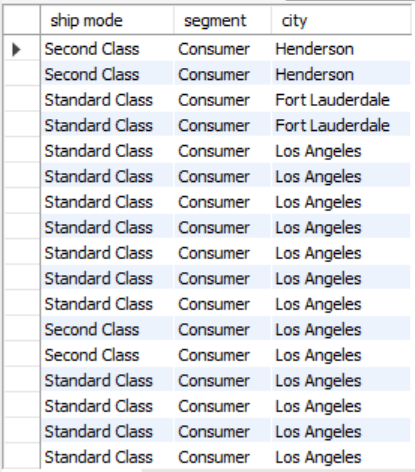 ship mode segment city
Second Class Consumer Henderson
Second Class Consumer Henderson
Standard Class Consumer Fort Lauderdale
Standard Class Consumer Fort Lauderdale
Standard Class Consumer Los Angeles
Standard Class Consumer Los Angeles
Standard Class Consumer Los Angeles
Standard Class Consumer Los Angeles
Standard Class Consumer Los Angeles
Standard Class Consumer Los Angeles
Standard Class Consumer Los Angeles
Second Class Consumer Los Angeles
Second Class Consumer Los Angeles
Standard Class Consumer Los Angeles
Standard Class Consumer Los Angeles
Standard Class Consumer Los Angeles
Standard Class Consumer Los Angeles